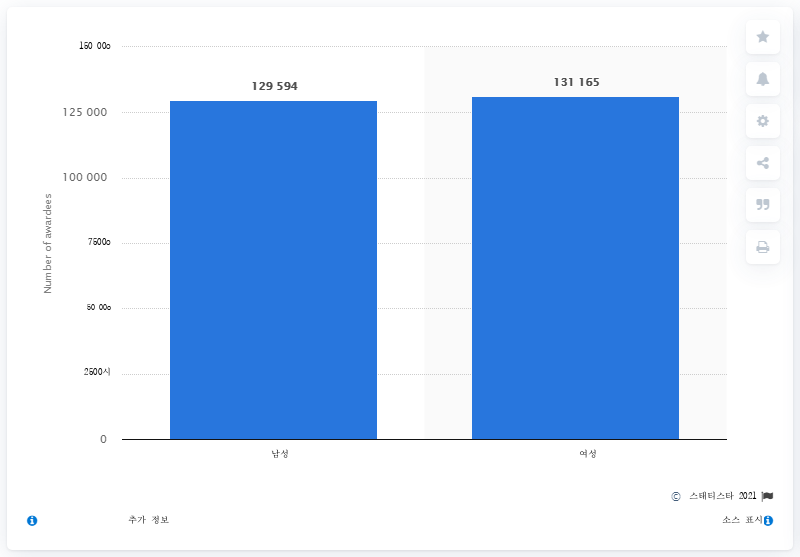 150 00o
129 594
131 165
125 000
100 000
7500o
50 00o
2500시
0
Number of awardees
남성
여성
© 스태티스타 2021
추가 정보
소스 표시